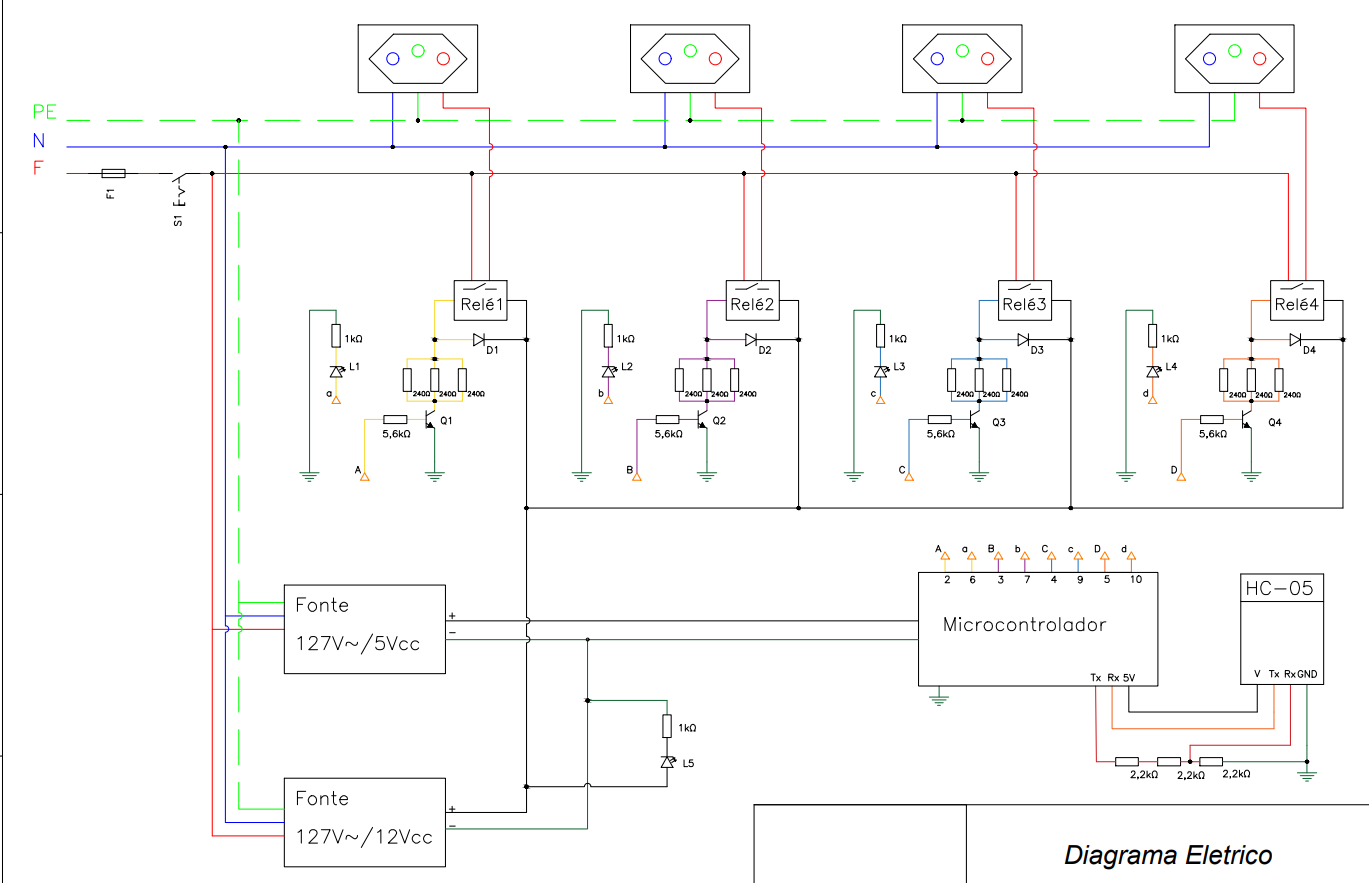 PE
N
F
F1
S1
Relé1
Relé2
Relé3
Relé4
1kΩ
D1
1kΩ
D2
1kΩ
D3
1kΩ
D4
L1
L2
L3
L4
a
240Ω
240Ω
240Ω
b
240Ω
240Ω
240Ω
c
240Ω
240Ω
240Ω
d
240Ω
240Ω
240Ω
Q1
Q2
Q3
Q4
5,6kΩ
5,6kΩ
5,6kΩ
5,6kΩ
A
B
C
D
A a B b C c D d
2 6 3 7 4 9 5 10
Fonte
127V~/5Vcc
+
−
Microcontrolador
Tx Rx 5V
HC−05
V Tx Rx GND
1kΩ
L5
2,2kΩ
2,2kΩ
2,2kΩ
Fonte
127V~/12Vcc
+
−
Diagrama Eletrico